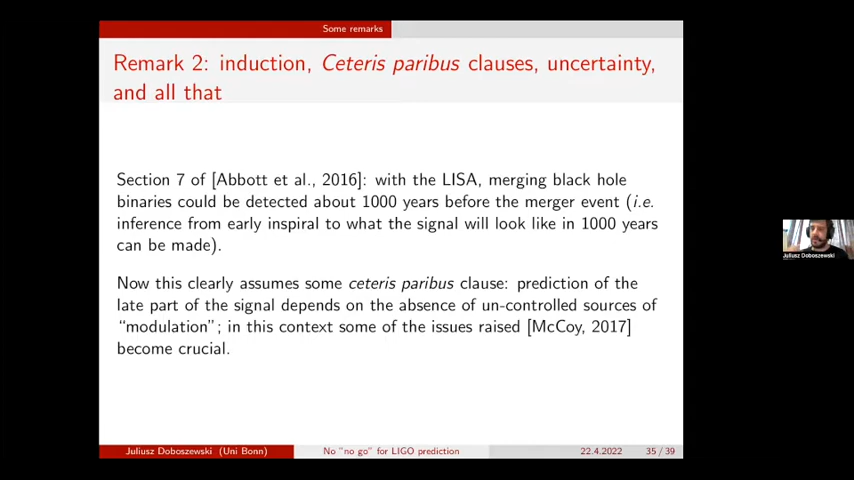 Some remarks
Remark 2: induction, Ceteris paribus clauses, uncertainty,
and all that
Section 7 of [Abbott et al., 2016]: with the LISA, merging black hole
binaries could be detected about 1000 years before the merger event (i.e.
inference from early inspiral to what the signal will look like in 1000 years
can be made).
Now this clearly assumes some ceteris paribus clause: prediction of the
late part of the signal depends on the absence of un-controlled sources of
“modulation”; in this context some of the issues raised [McCoy, 2017]
become crucial.
Juliusz Doboszewski (Uni Bonn)
No “no go” for LIGO prediction
22.4.2022
35 / 39
Juliusz Doboszewski